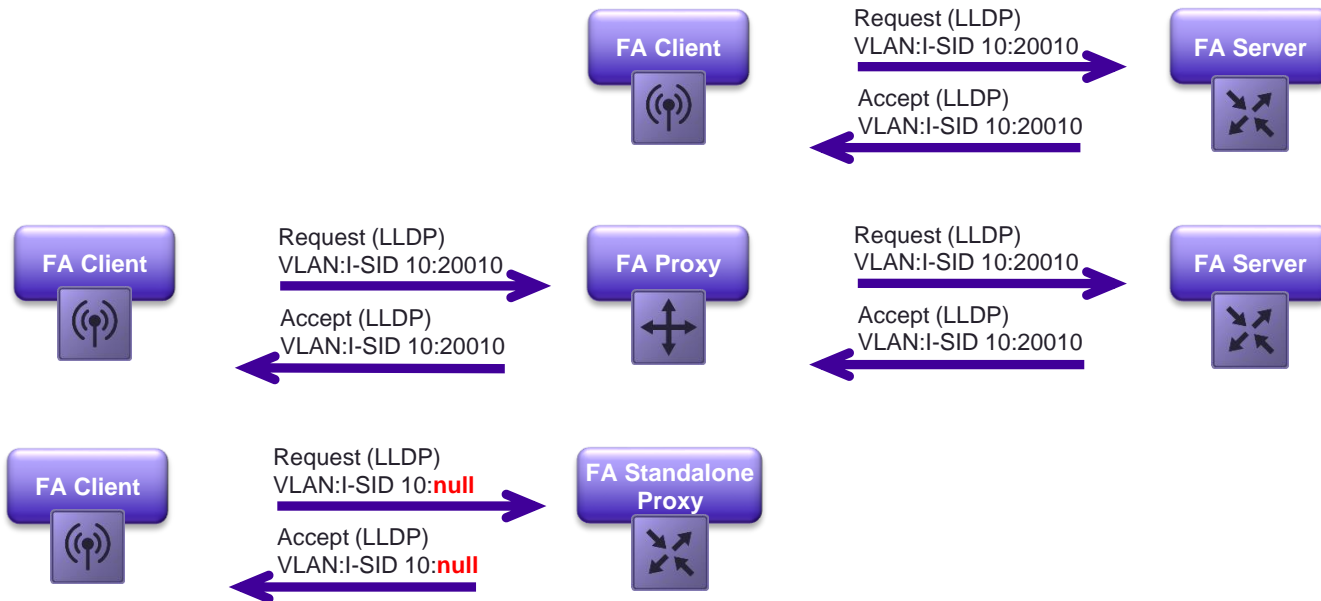 FA Client
Request (LLDP)
VLAN:I-SID 10:20010
Accept (LLDP)
VLAN:I-SID 10:20010
FA Server
FA Client
Request (LLDP)
VLAN:I-SID 10:20010
Accept (LLDP)
VLAN:I-SID 10:20010
FA Proxy
Request (LLDP)
VLAN:I-SID 10:20010
Accept (LLDP)
VLAN:I-SID 10:20010
FA Server
FA Client
Request (LLDP)
VLAN:I-SID 10:null
Accept (LLDP)
VLAN:I-SID 10:null
FA Standalone
Proxy